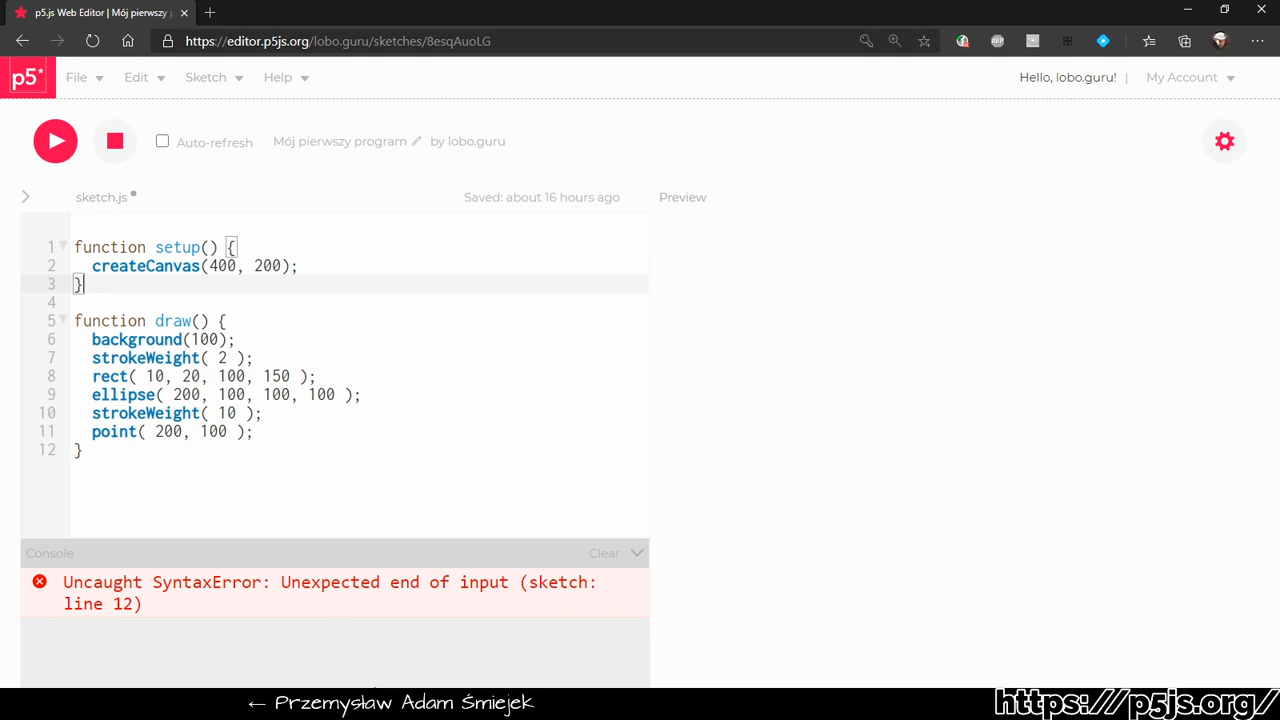 p5.js Web Editor | Mój pierwszy
https://editor.p5js.org/lobo.guru/sketches/8esqAuoLG
ABP
p5* File Edit Sketch Help Hello, lobo.guru! | My Account
Auto-refresh Mój pierwszy program by lobo.guru
sketch.js Saved: about 16 hours ago Preview
1 function setup() {
2 createCanvas(400, 200);
3 }
4
5 function draw() {
6 background(100);
7 strokeWeight( 2 );
8 rect( 10, 20, 100, 150 );
9 ellipse( 200, 100, 100, 100 );
10 strokeWeight( 10 );
11 point( 200, 100 );
12 }
Console Clear
Uncaught SyntaxError: Unexpected end of input (sketch:
line 12)
← Przemysław Adam Śmiejek https://p5js.org/